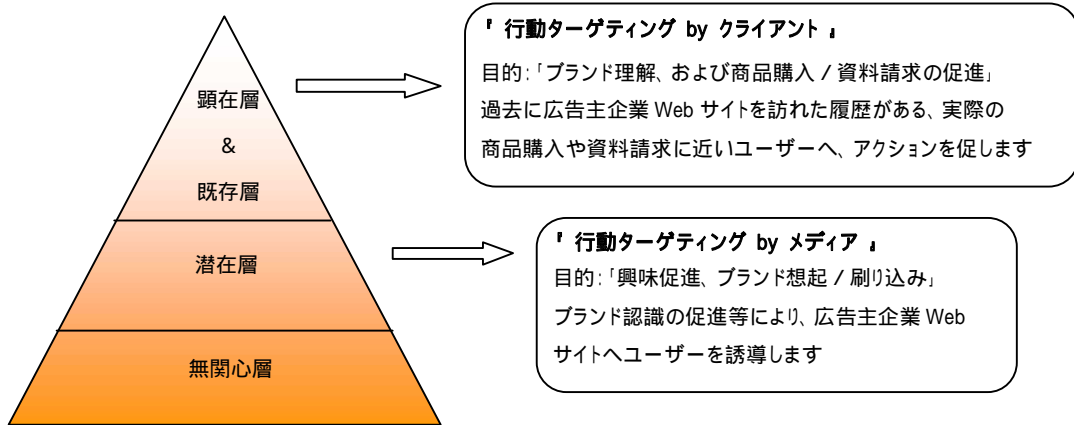 顕在層
&
既存層
潜在層
無関心層
『 行動ターゲティング by クライアント 』
目的:「ブランド理解、および商品購入 / 資料請求の促進」
過去に広告主企業 Web サイトを訪れた履歴がある、実際の
商品購入や資料請求に近いユーザーへ、アクションを促します
『 行動ターゲティング by メディア 』
目的:「興味促進、ブランド想起 / 刷り込み」
ブランド認識の促進等により、広告主企業 Web
サイトへユーザーを誘導します